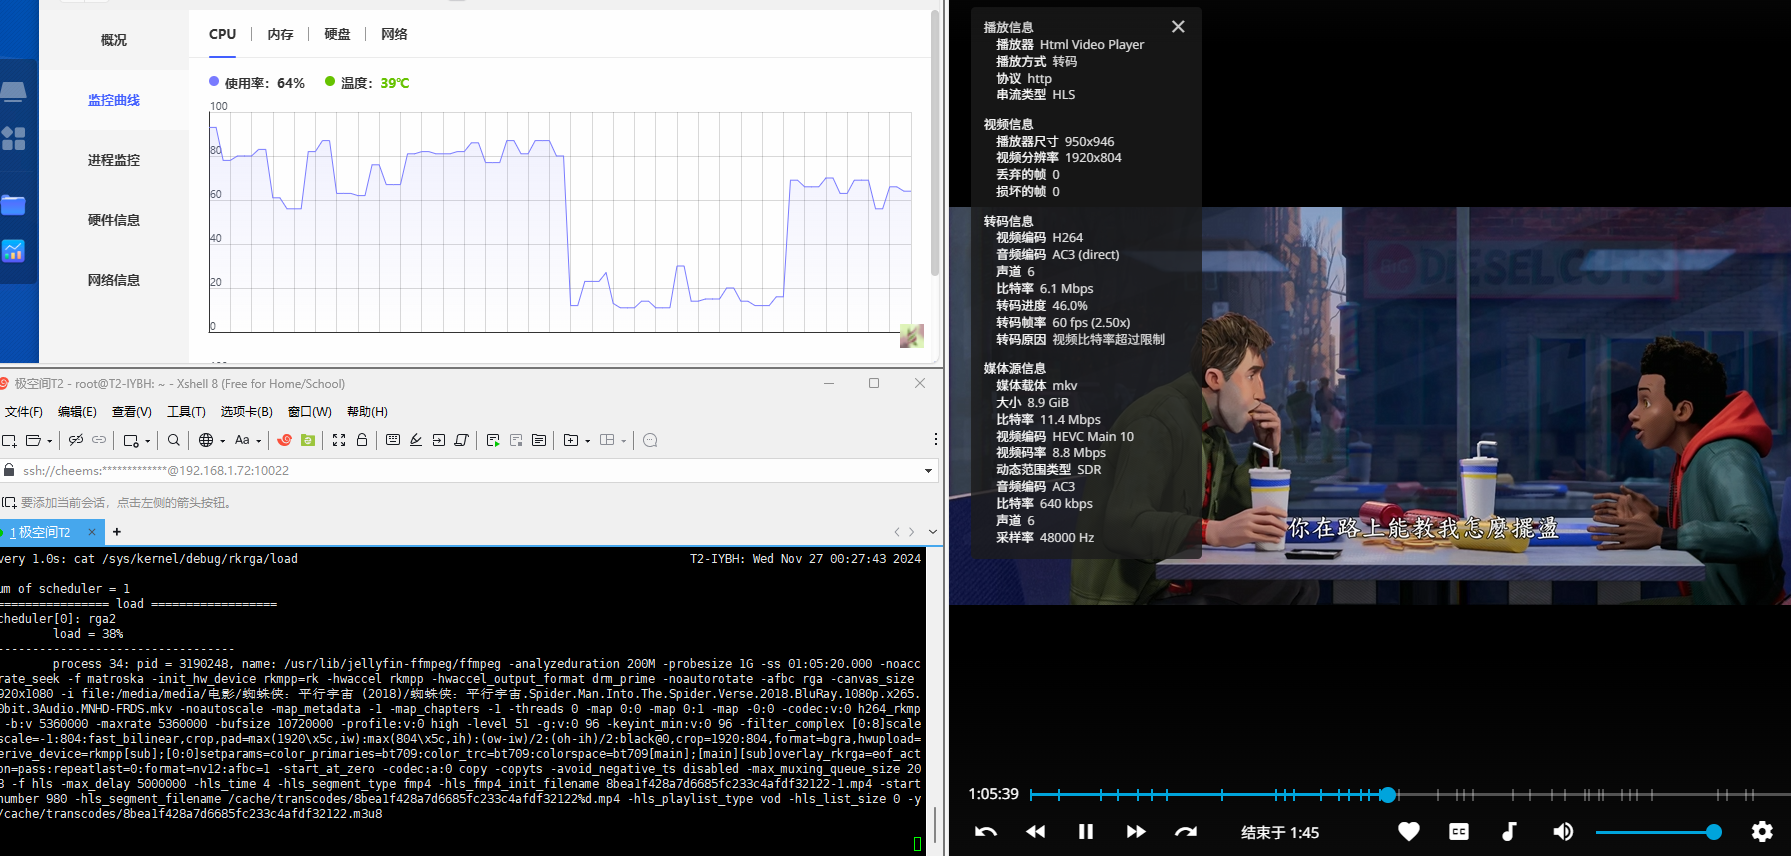 概况
监控曲线
进程监控
硬件信息
网络信息
CPU
内存
硬盘
网络
使用率：64%
温度：39℃
100
80
60
40
20
0
极空间T2 - root@T2-IYBH: ~ - Xshell 8 (Free for Home/School)
文件(F) 编辑(E) 查看(V) 工具(T) 选项卡(B) 窗口(W) 帮助(H)
Aa
ssh://cheems:*************@192.168.1.72:10022
要添加当前会话，点击左侧的箭头按钮。
1 极空间T2
very 1.0s: cat /sys/kernel/debug/rkrga/load T2-IYBH: Wed Nov 27 00:27:43 2024
um of scheduler = 1
================ load ==================
cheduler[0]: rga2
load = 38%
---------------------------------
process 34: pid = 3190248, name: /usr/lib/jellyfin-ffmpeg/ffmpeg -analyzeduration 200M -probesize 1G -ss 01:05:20.000 -noacc
rate_seek -f matroska -init_hw_device rkmpp=rk -hwaccel rkmpp -hwaccel_output_format drm_prime -noautorotate -afbc rga -canvas_size
920x1080 -i file:/media/media/电影/蜘蛛侠：平行宇宙 (2018)/蜘蛛侠：平行宇宙.Spider.Man.Into.The.Spider.Verse.2018.BluRay.1080p.x265.
0bit.3Audio.MNHD-FRDS.mkv -noautoscale -map_metadata -1 -map_chapters -1 -threads 0 -map 0:0 -map 0:1 -map -0:0 -codec:v:0 h264_rkmp
-b:v 5360000 -maxrate 5360000 -bufsize 10720000 -profile:v:0 high -level 51 -g:v:0 96 -keyint_min:v:0 96 -filter_complex [0:8]scale
scale=-1:804:fast_bilinear,crop,pad=max(1920\x5c,iw):max(804\x5c,ih):(ow-iw)/2:(oh-ih)/2:black@0,crop=1920:804,format=bgra,hwupload=
erive_device=rkmpp[sub];[0:0]setparams=color_primaries=bt709:color_trc=bt709:colorspace=bt709[main];[main][sub]overlay_rkrga=eof_act
on=pass:repeatlast=0:format=nv12:afbc=1 -start_at_zero -codec:a:0 copy -copyts -avoid_negative_ts disabled -max_muxing_queue_size 20
8 -f hls -max_delay 5000000 -hls_time 4 -hls_segment_type fmp4 -hls_fmp4_init_filename 8bea1f428a7d6685fc233c4afdf32122-1.mp4 -start
number 980 -hls_segment_filename /cache/transcodes/8bea1f428a7d6685fc233c4afdf32122%d.mp4 -hls_playlist_type vod -hls_list_size 0 -y
/cache/transcodes/8bea1f428a7d6685fc233c4afdf32122.m3u8
播放信息
播放器 Html Video Player
播放方式 转码
协议 http
串流类型 HLS
视频信息
播放器尺寸 950x946
视频分辨率 1920x804
丢弃的帧 0
损坏的帧 0
转码信息
视频编码 H264
音频编码 AC3 (direct)
声道 6
比特率 6.1 Mbps
转码进度 46.0%
转码帧率 60 fps (2.50x)
转码原因 视频比特率超过限制
媒体源信息
媒体载体 mkv
大小 8.9 GiB
比特率 11.4 Mbps
视频编码 HEVC Main 10
视频码率 8.8 Mbps
动态范围类型 SDR
音频编码 AC3
比特率 640 kbps
声道 6
采样率 48000 Hz
DIESEL CUTS
你在路上能教我怎麼擺盪
1:05:39
结束于 1:45
CC